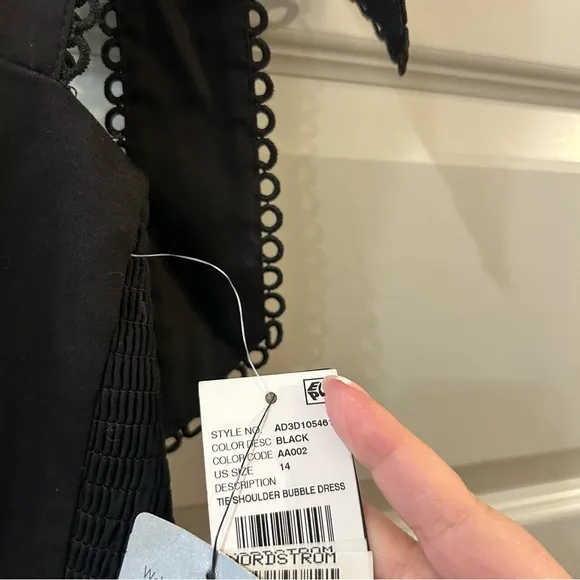 STYLE NO. AD3D10546
COLOR DESC BLACK
COLOR CODE AA002
US SIZE 14
DESCRIPTION
TIE SHOULDER BUBBLE DRESS
NORDSTROM